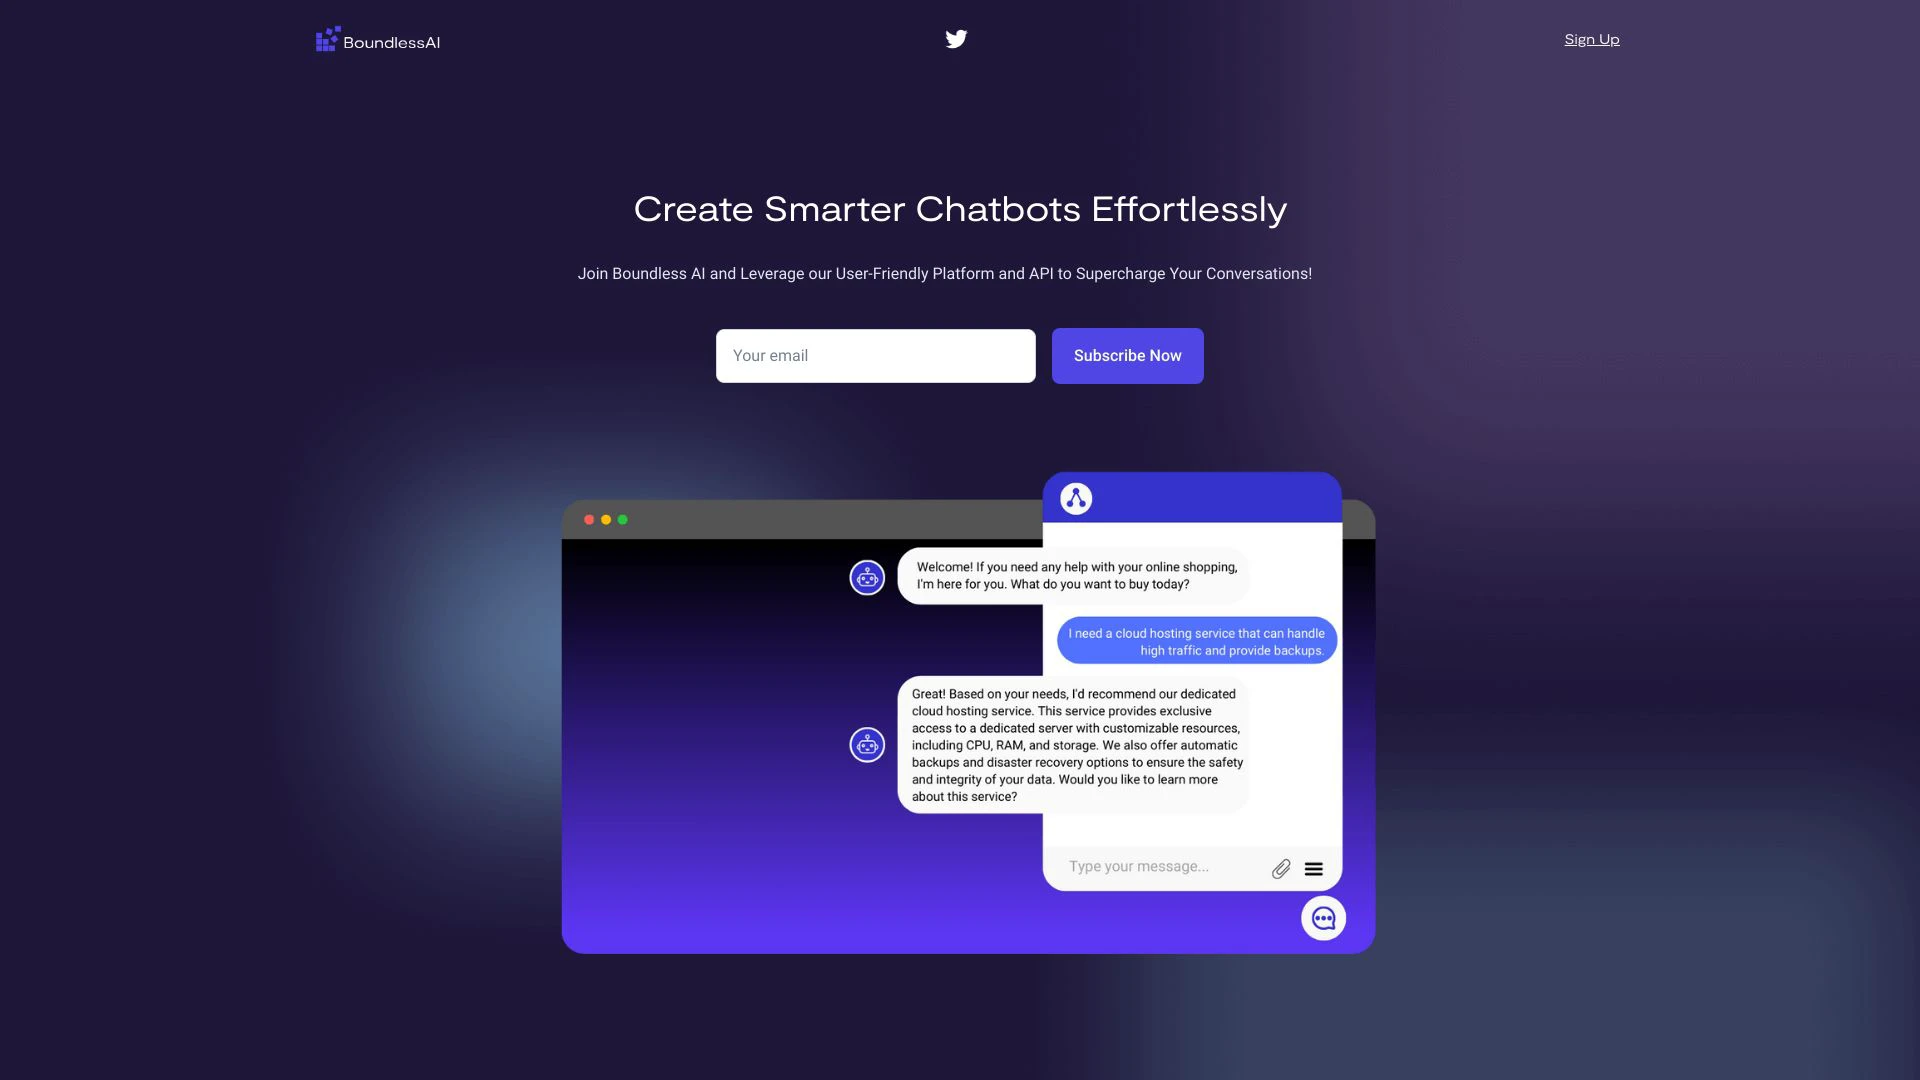 BoundlessAI
Sign Up
Create Smarter Chatbots Effortlessly
Join Boundless AI and Leverage our User-Friendly Platform and API to Supercharge Your Conversations!
Your email
Subscribe Now
Welcome! If you need any help with your online shopping,
I'm here for you. What do you want to buy today?
I need a cloud hosting service that can handle
high traffic and provide backups.
Great! Based on your needs, I'd recommend our dedicated
cloud hosting service. This service provides exclusive
access to a dedicated server with customizable resources,
including CPU, RAM, and storage. We also offer automatic
backups and disaster recovery options to ensure the safety
and integrity of your data. Would you like to learn more
about this service?
Type your message...